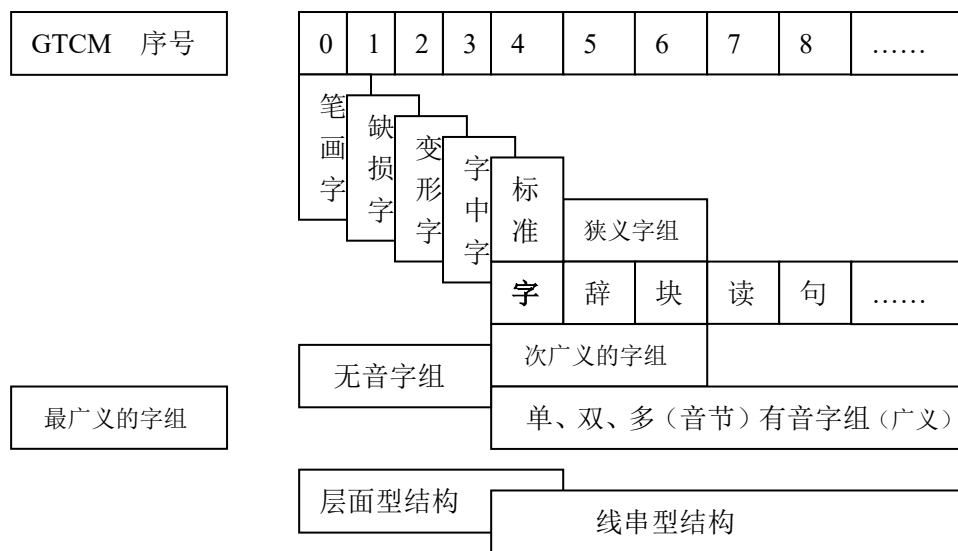 GTCM 序号 0 1 2 3 4 5 6 7 8 ……
笔画字
缺损字
变形字
字中字
标准
狭义字组
字 辞 块 读 句 ……
无音字组
次广义的字组
最广义的字组
单、双、多（音节）有音字组（广义）
层面型结构
线串型结构